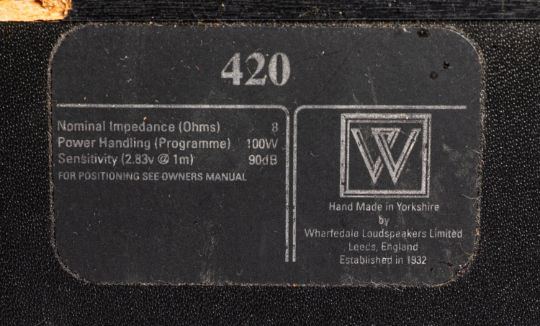 420
Nominal Impedance (Ohms) 8
Power Handling (Programme) 100W
Sensitivity (2.83v @ 1m) 90dB
FOR POSITIONING SEE OWNERS MANUAL
W
Hand Made in Yorkshire
by
Wharfedale Loudspeakers Limited
Leeds, England
Established in 1932